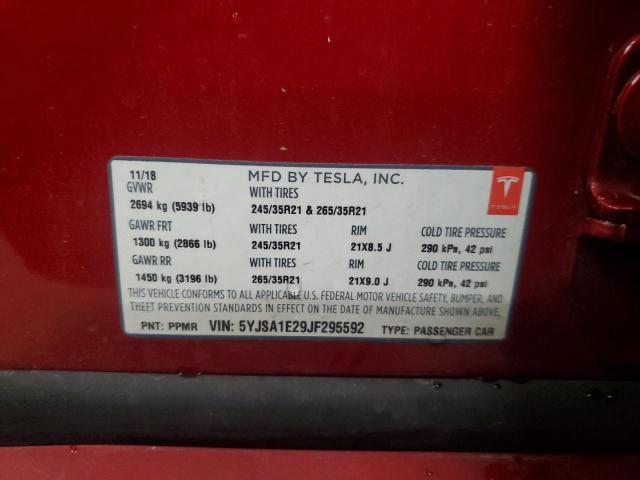 11/18 MFD BY TESLA, INC.
GVWR WITH TIRES
2694 kg (5939 lb) 245/35R21 & 265/35R21
GAWR FRT WITH TIRES RIM COLD TIRE PRESSURE
1300 kg (2866 lb) 245/35R21 21X8.5 J 290 kPa, 42 psi
GAWR RR WITH TIRES RIM COLD TIRE PRESSURE
1450 kg (3196 lb) 265/35R21 21X9.0 J 290 kPa, 42 psi
THIS VEHICLE CONFORMS TO ALL APPLICABLE U.S. FEDERAL MOTOR VEHICLE SAFETY, BUMPER, AND
THEFT PREVENTION STANDARDS IN EFFECT ON THE DATE OF MANUFACTURE SHOWN ABOVE.
PNT: PPMR VIN: 5YJSA1E29JF295592 TYPE: PASSENGER CAR
TESLA